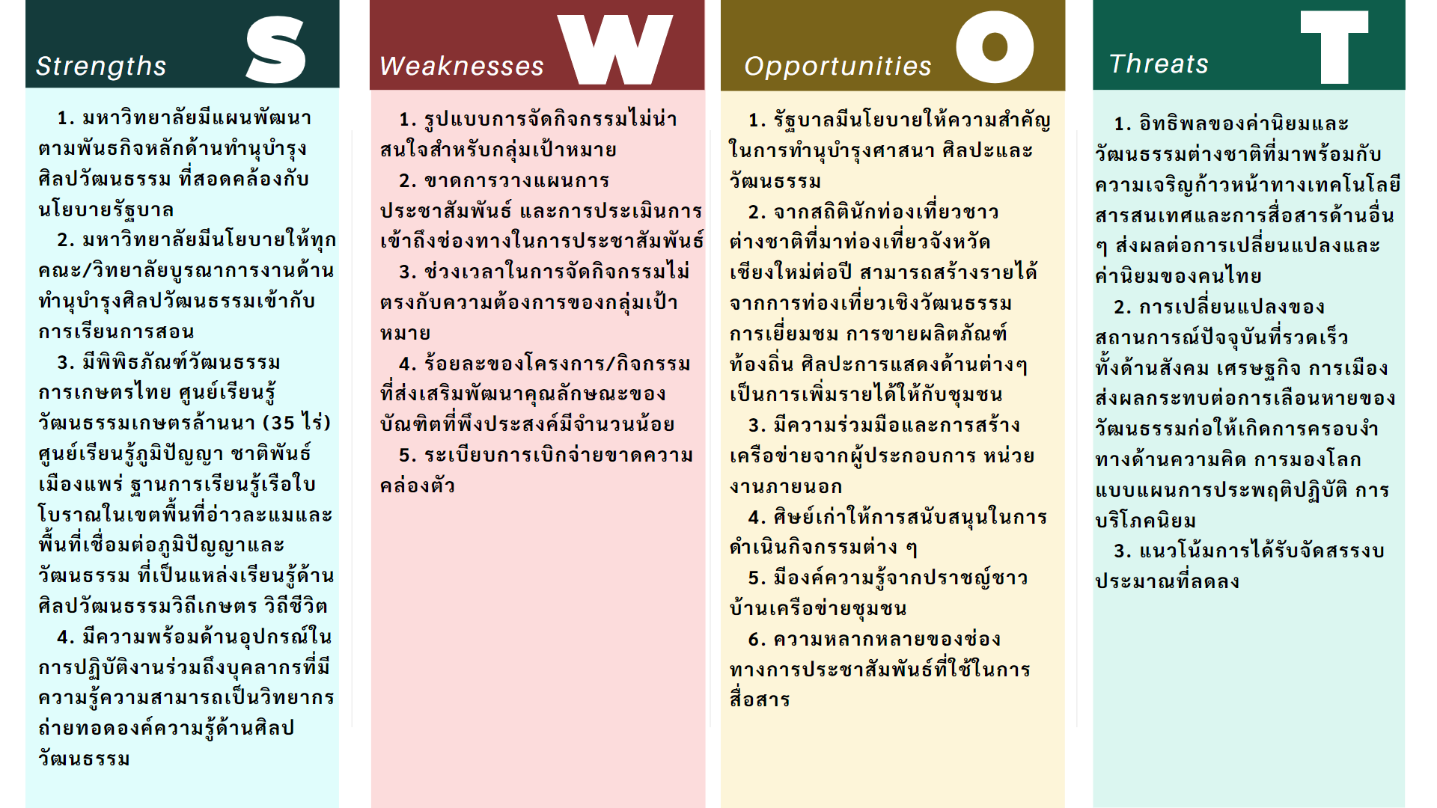 Strengths
S
1. มหาวิทยาลัยมีแผนพัฒนา
ตามพันธกิจหลักด้านทำนุบำรุง
ศิลปวัฒนธรรม ที่สอดคล้องกับ
นโยบายรัฐบาล
2. มหาวิทยาลัยมีนโยบายให้ทุก
คณะ/วิทยาลัยบูรณาการงานด้าน
ทำนุบำรุงศิลปวัฒนธรรมเข้ากับ
การเรียนการสอน
3. มีพิพิธภัณฑ์วัฒนธรรม
การเกษตรไทย ศูนย์เรียนรู้
วัฒนธรรมเกษตรล้านนา (35 ไร่)
ศูนย์เรียนรู้ภูมิปัญญา ชาติพันธ์
เมืองแพร่ ฐานการเรียนรู้เรือใบ
โบราณในเขตพื้นที่อ่าวละแมและ
พื้นที่เชื่อมต่อภูมิปัญญาและ
วัฒนธรรม ที่เป็นแหล่งเรียนรู้ด้าน
ศิลปวัฒนธรรมวิถีเกษตร วิถีชีวิต
4. มีความพร้อมด้านอุปกรณ์ใน
การปฏิบัติงานร่วมถึงบุคลากรที่มี
ความรู้ความสามารถเป็นวิทยากร
ถ่ายทอดองค์ความรู้ด้านศิลป
วัฒนธรรม
Weaknesses
W
1. รูปแบบการจัดกิจกรรมไม่น่า
สนใจสำหรับกลุ่มเป้าหมาย
2. ขาดการวางแผนการ
ประชาสัมพันธ์ และการประเมินการ
เข้าถึงช่องทางในการประชาสัมพันธ์
3. ช่วงเวลาในการจัดกิจกรรมไม่
ตรงกับความต้องการของกลุ่มเป้า
หมาย
4. ร้อยละของโครงการ/กิจกรรม
ที่ส่งเสริมพัฒนาคุณลักษณะของ
บัณฑิตที่พึงประสงค์มีจำนวนน้อย
5. ระเบียบการเบิกจ่ายขาดความ
คล่องตัว
Opportunities
O
1. รัฐบาลมีนโยบายให้ความสำคัญ
ในการทำนุบำรุงศาสนา ศิลปะและ
วัฒนธรรม
2. จากสถิตินักท่องเที่ยวชาว
ต่างชาติที่มาท่องเที่ยวจังหวัด
เชียงใหม่ต่อปี สามารถสร้างรายได้
จากการท่องเที่ยวเชิงวัฒนธรรม
การเยี่ยมชม การขายผลิตภัณฑ์
ท้องถิ่น ศิลปะการแสดงด้านต่างๆ
เป็นการเพิ่มรายได้ให้กับชุมชน
3. มีความร่วมมือและการสร้าง
เครือข่ายจากผู้ประกอบการ หน่วย
งานภายนอก
4. ศิษย์เก่าให้การสนับสนุนในการ
ดำเนินกิจกรรมต่าง ๆ
5. มีองค์ความรู้จากปราชญ์ชาว
บ้านเครือข่ายชุมชน
6. ความหลากหลายของช่อง
ทางการประชาสัมพันธ์ที่ใช้ในการ
สื่อสาร
Threats
T
1. อิทธิพลของค่านิยมและ
วัฒนธรรมต่างชาติที่มาพร้อมกับ
ความเจริญก้าวหน้าทางเทคโนโลยี
สารสนเทศและการสื่อสารด้านอื่น
ๆ ส่งผลต่อการเปลี่ยนแปลงและ
ค่านิยมของคนไทย
2. การเปลี่ยนแปลงของ
สถานการณ์ปัจจุบันที่รวดเร็ว
ทั้งด้านสังคม เศรษฐกิจ การเมือง
ส่งผลกระทบต่อการเลือนหายของ
วัฒนธรรมก่อให้เกิดการครอบงำ
ทางด้านความคิด การมองโลก
แบบแผนการประพฤติปฏิบัติ การ
บริโภคนิยม
3. แนวโน้มการได้รับจัดสรรงบ
ประมาณที่ลดลง